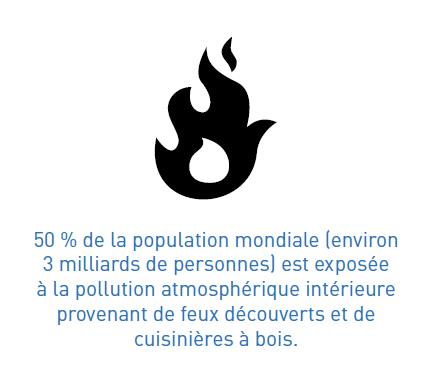 50 % de la population mondiale (environ
3 milliards de personnes) est exposée
à la pollution atmosphérique intérieure
provenant de feux découverts et de
cuisinières à bois.